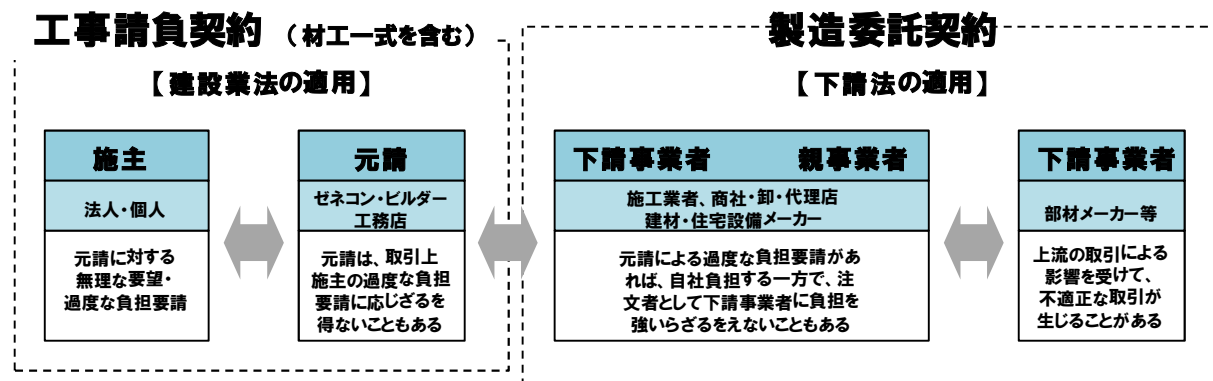 工事請負契約（材工一式を含む）
【建設業法の適用】
施主
法人・個人
元請に対する
無理な要望・
過度な負担要請
元請
ゼネコン・ビルダー
工務店
元請は、取引上
施主の過度な負担
要請に応じざるを
得ないこともある
製造委託契約
【下請法の適用】
下請事業者 親事業者
施工業者、商社・卸・代理店
建材・住宅設備メーカー
元請による過度な負担要請があ
れば、自社負担する一方で、注
文者として下請事業者に負担を
強いらざるをえないこともある
下請事業者
部材メーカー等
上流の取引による
影響を受けて、
不適正な取引が
生じることがある